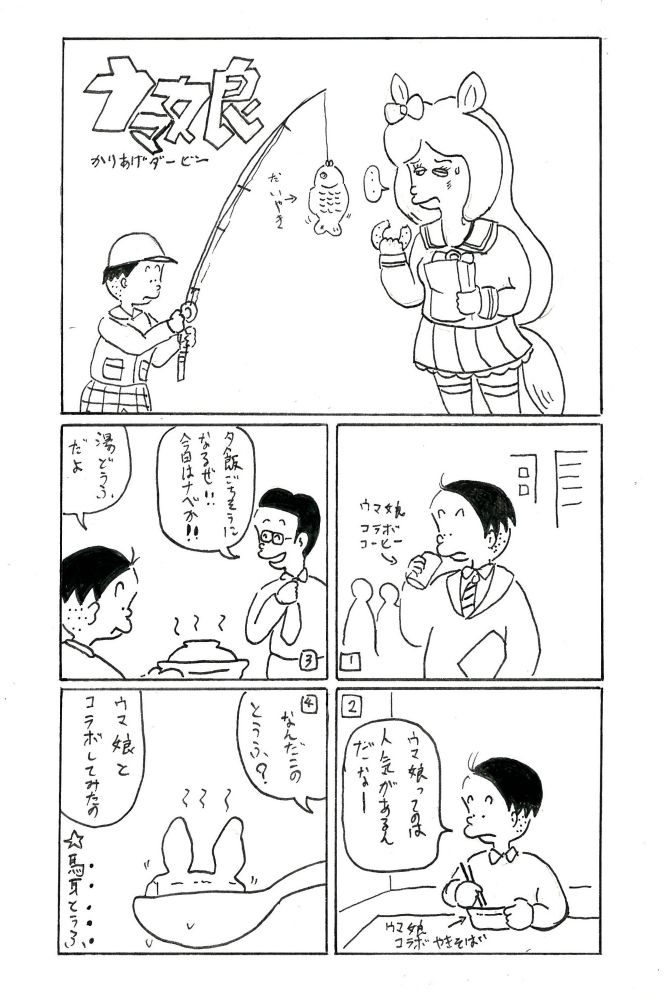 ウマ娘
かりあげダービー
たいやき
1
ウマ娘
コラボ
コーヒー
2
ウマ娘ってのは
人気があるん
だなー
ウマ娘
コラボやきそば
3
夕飯ごちそうに
なるぜ!!
今日はナベか!!
湯どうふ
だよ
4
なんだこの
とうふ?
ウマ娘と
コラボしてみたの
☆馬耳とうふ